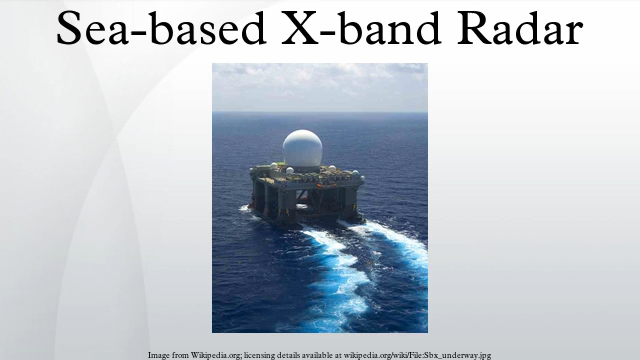 Sea-based X-band Radar
Image from Wikipedia.org; licensing details available at wikipedia.org/wiki/File:Sbx_underway.jpg